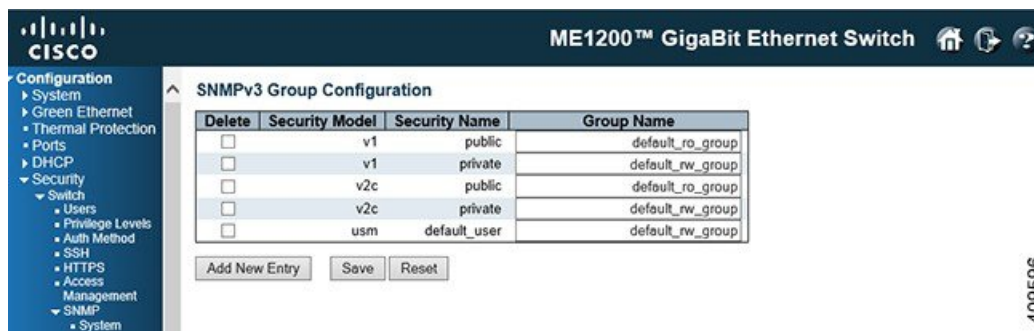 CISCO
ME1200™ GigaBit Ethernet Switch
Configuration
System
Green Ethernet
Thermal Protection
Ports
DHCP
Security
Switch
Users
Privilege Levels
Auth Method
SSH
HTTPS
Access
Management
SNMP
System
SNMPv3 Group Configuration
Delete Security Model Security Name Group Name
v1 public default_ro_group
v1 private default_rw_group
v2c public default_ro_group
v2c private default_rw_group
usm default_user default_rw_group
Add New Entry Save Reset